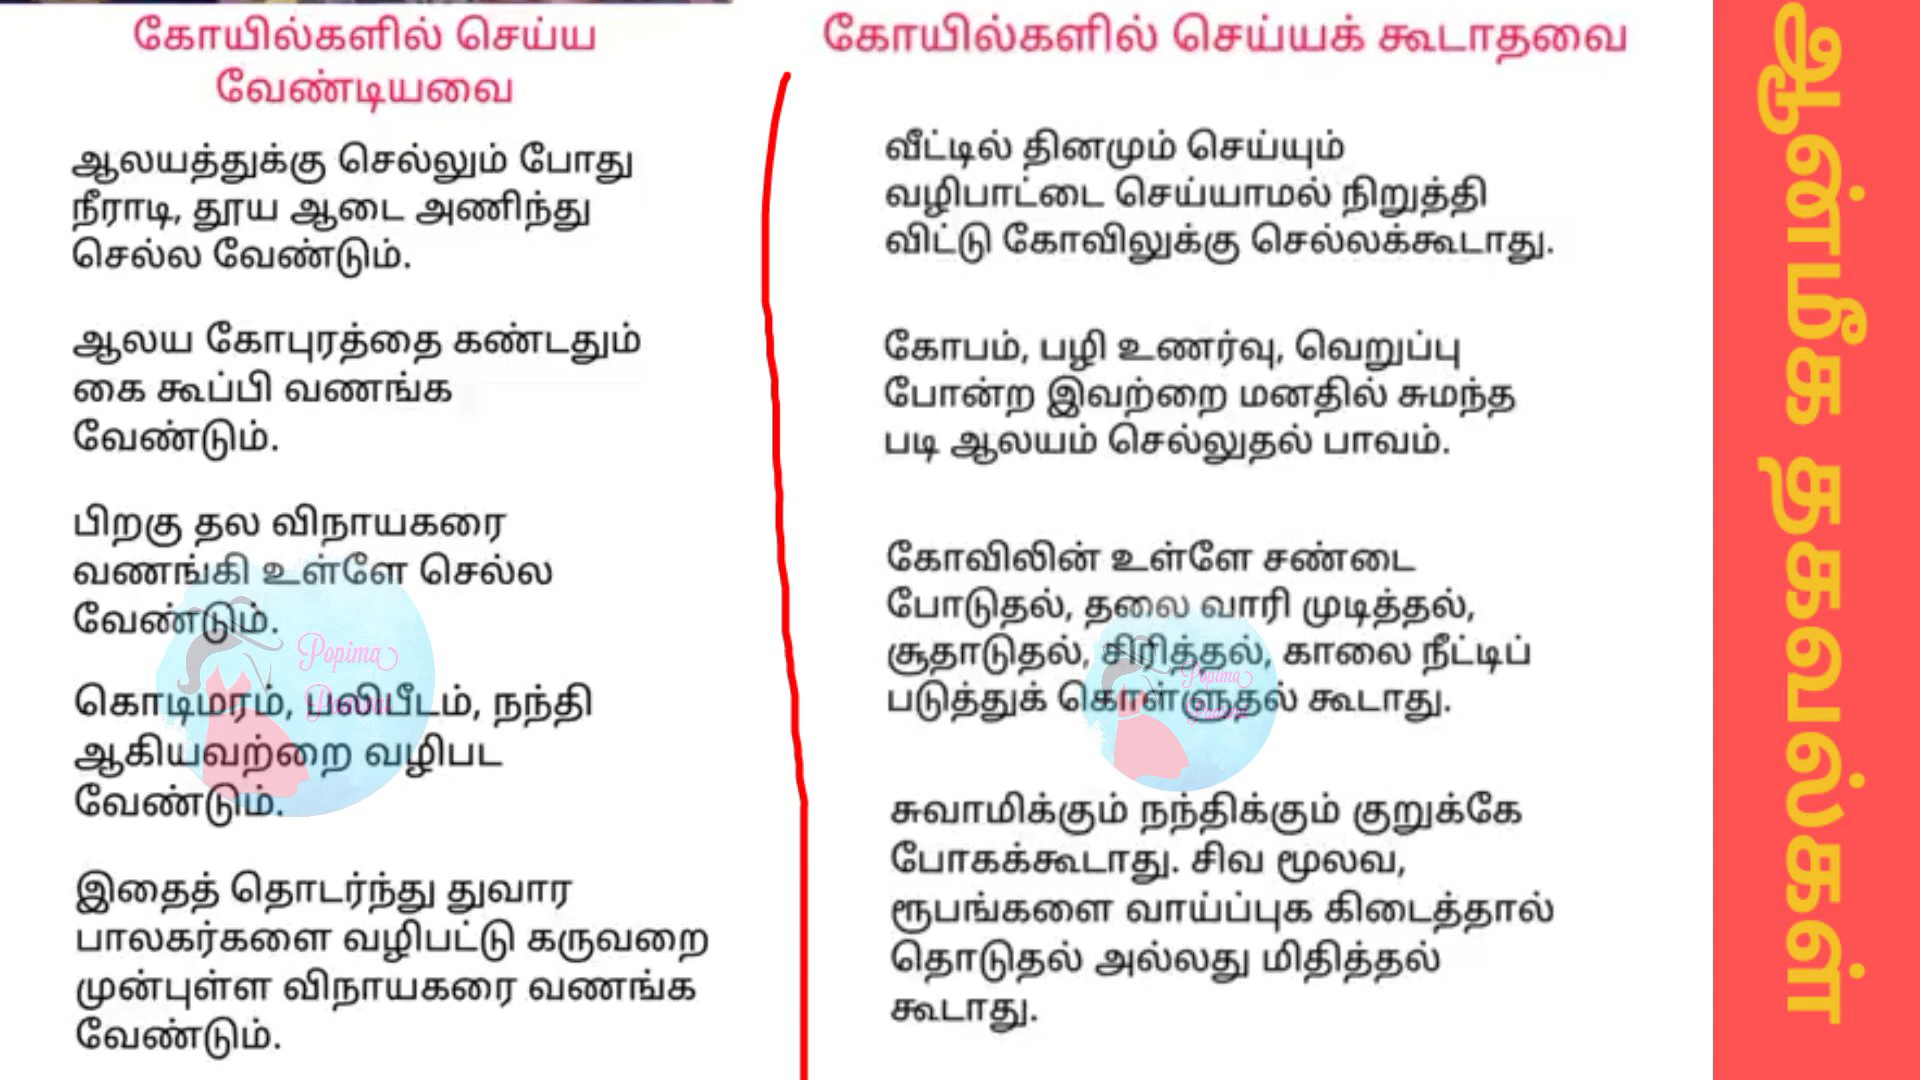 கோயில்களில் செய்ய
வேண்டியவை
ஆலயத்துக்கு செல்லும் போது
நீராடி, தூய ஆடை அணிந்து
செல்ல வேண்டும்.
ஆலய கோபுரத்தை கண்டதும்
கை கூப்பி வணங்க
வேண்டும்.
பிறகு தல விநாயகரை
வணங்கி உள்ளே செல்ல
வேண்டும்.
கொடிமரம், பலிபீடம், நந்தி
ஆகியவற்றை வழிபட
வேண்டும்.
இதைத் தொடர்ந்து துவார
பாலகர்களை வழிபட்டு கருவறை
முன்புள்ள விநாயகரை வணங்க
வேண்டும்.
கோயில்களில் செய்யக் கூடாதவை
வீட்டில் தினமும் செய்யும்
வழிபாட்டை செய்யாமல் நிறுத்தி
விட்டு கோவிலுக்கு செல்லக்கூடாது.
கோபம், பழி உணர்வு, வெறுப்பு
போன்ற இவற்றை மனதில் சுமந்த
படி ஆலயம் செல்லுதல் பாவம்.
கோவிலின் உள்ளே சண்டை
போடுதல், தலை வாரி முடித்தல்,
சூதாடுதல், சிரித்தல், காலை நீட்டிப்
படுத்துக் கொள்ளுதல் கூடாது.
சுவாமிக்கும் நந்திக்கும் குறுக்கே
போகக்கூடாது. சிவ மூலவ,
ரூபங்களை வாய்ப்புக கிடைத்தால்
தொடுதல் அல்லது மிதித்தல்
கூடாது.
ஆன்மீக தகவல்கள்
Popima
Popima